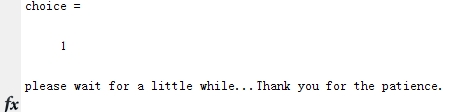 choice =
1
please wait for a little while...Thank you for the patience.
fx